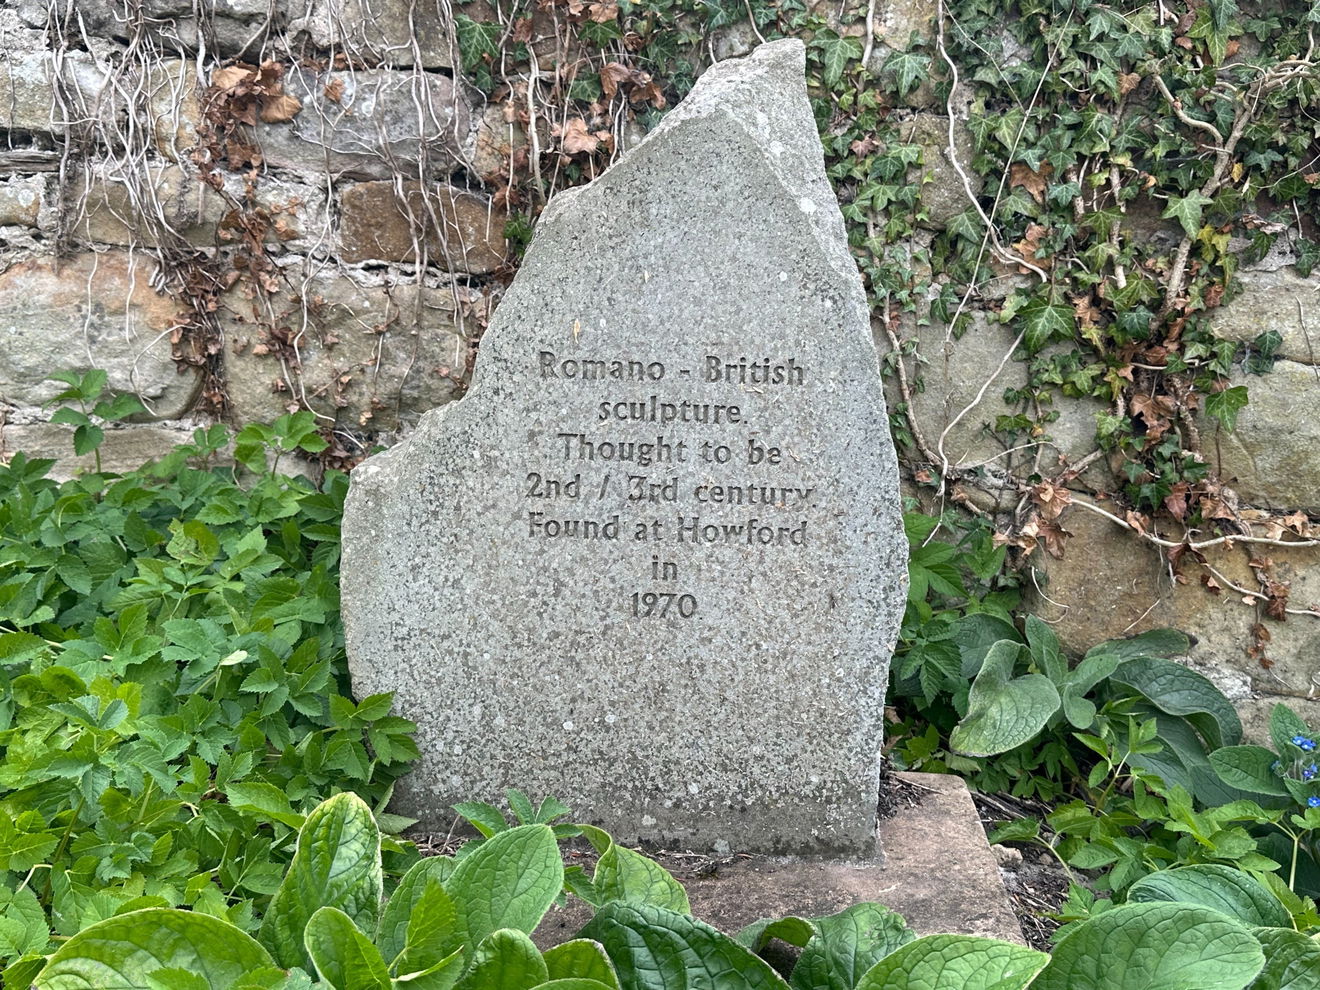 Romano - British
sculpture.
Thought to be
2nd / 3rd century.
Found at Howford
in
1970